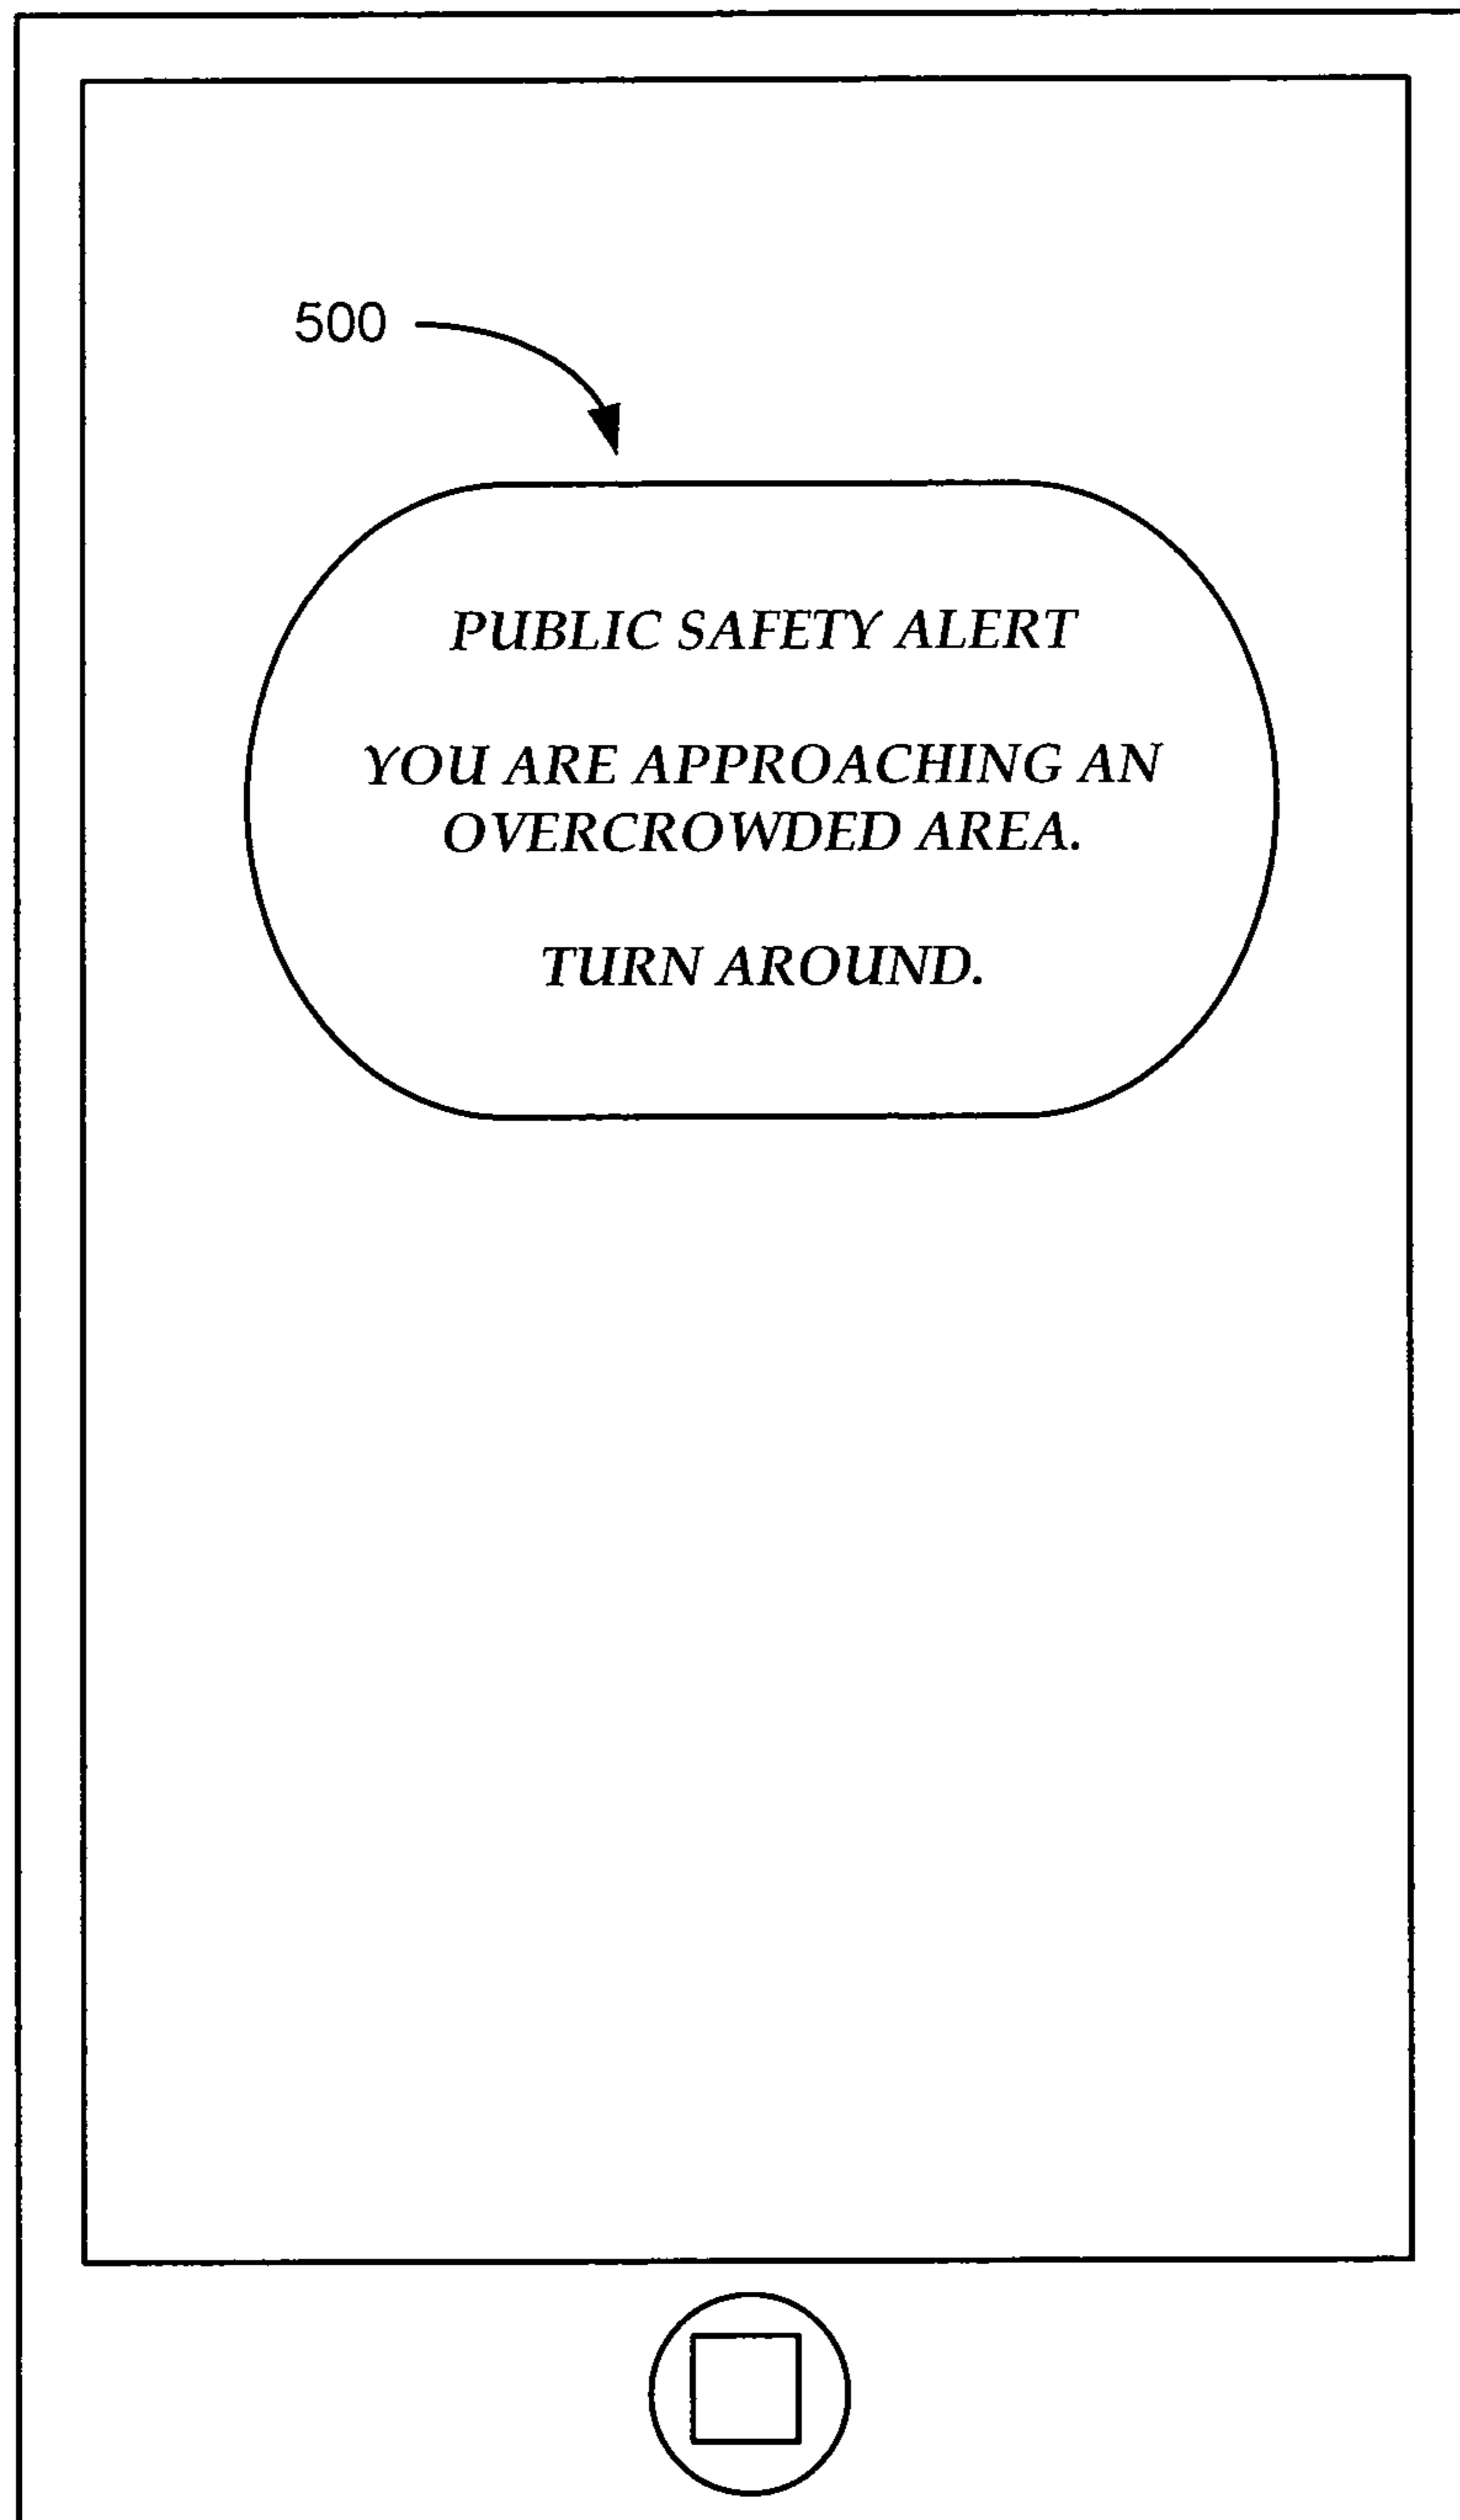 500
PUBLIC SAFETY ALERT
YOU ARE APPROACHING AN
OVERCROWDED AREA.
TURN AROUND.